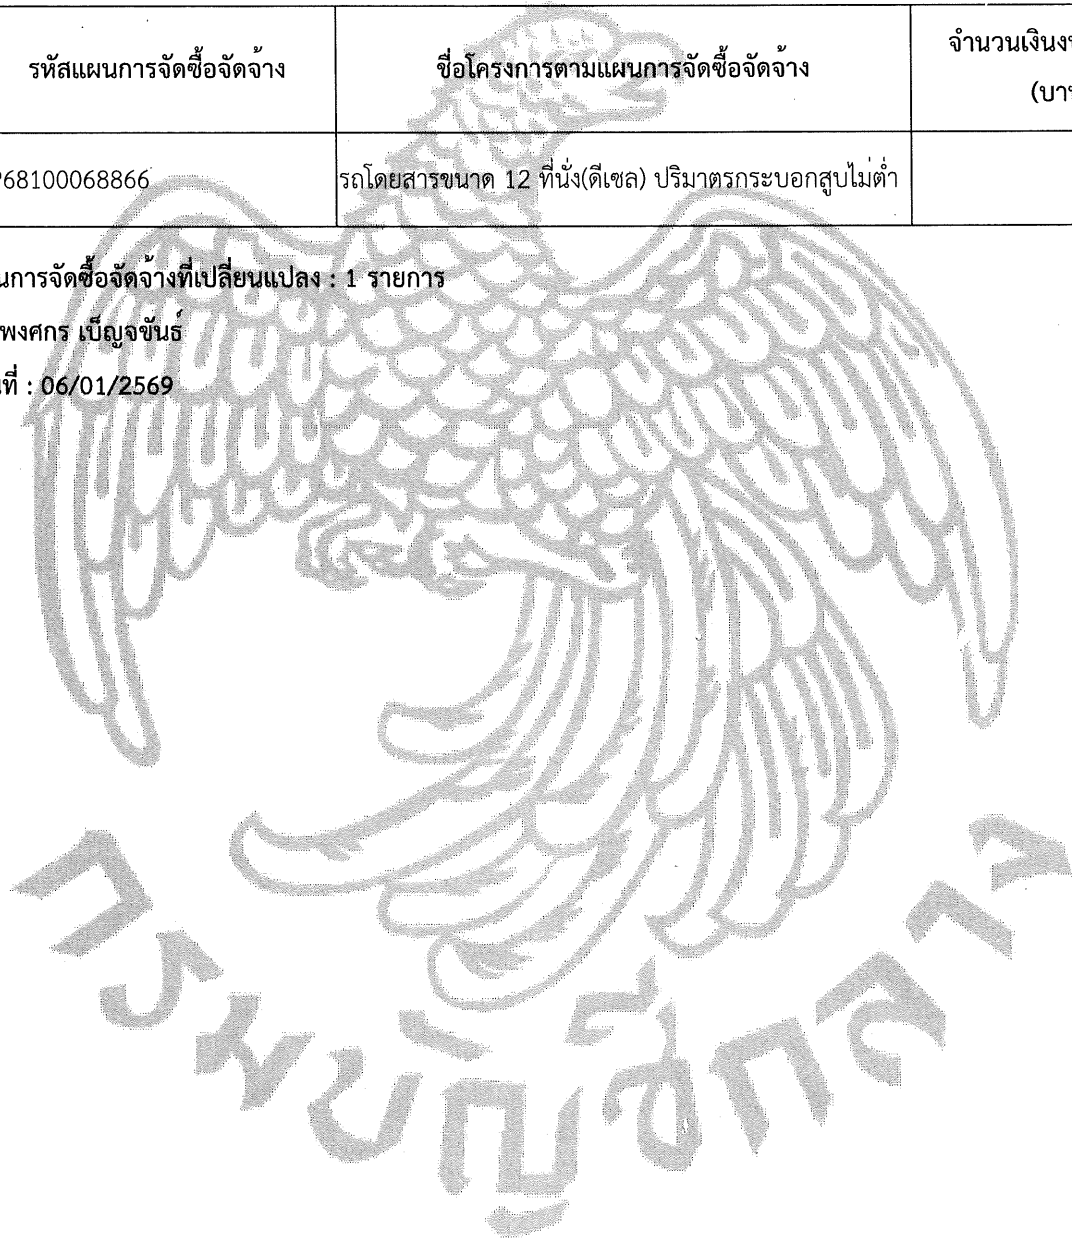 รหัสแผนการจัดซื้อจัดจ้าง
ชื่อโครงการตามแผนการจัดซื้อจัดจ้าง
จำนวนเงินง
(บา
68100068866
รถโดยสารขนาด 12 ที่นั่ง(ดีเซล) ปริมาตรกระบอกสูบไม่ต่ำ
นการจัดซื้อจัดจ้างที่เปลี่ยนแปลง : 1 รายการ
พงศกร เบ็ญจขันธ์
ที่ : 06/01/2569
กรมบัญชีกลาง